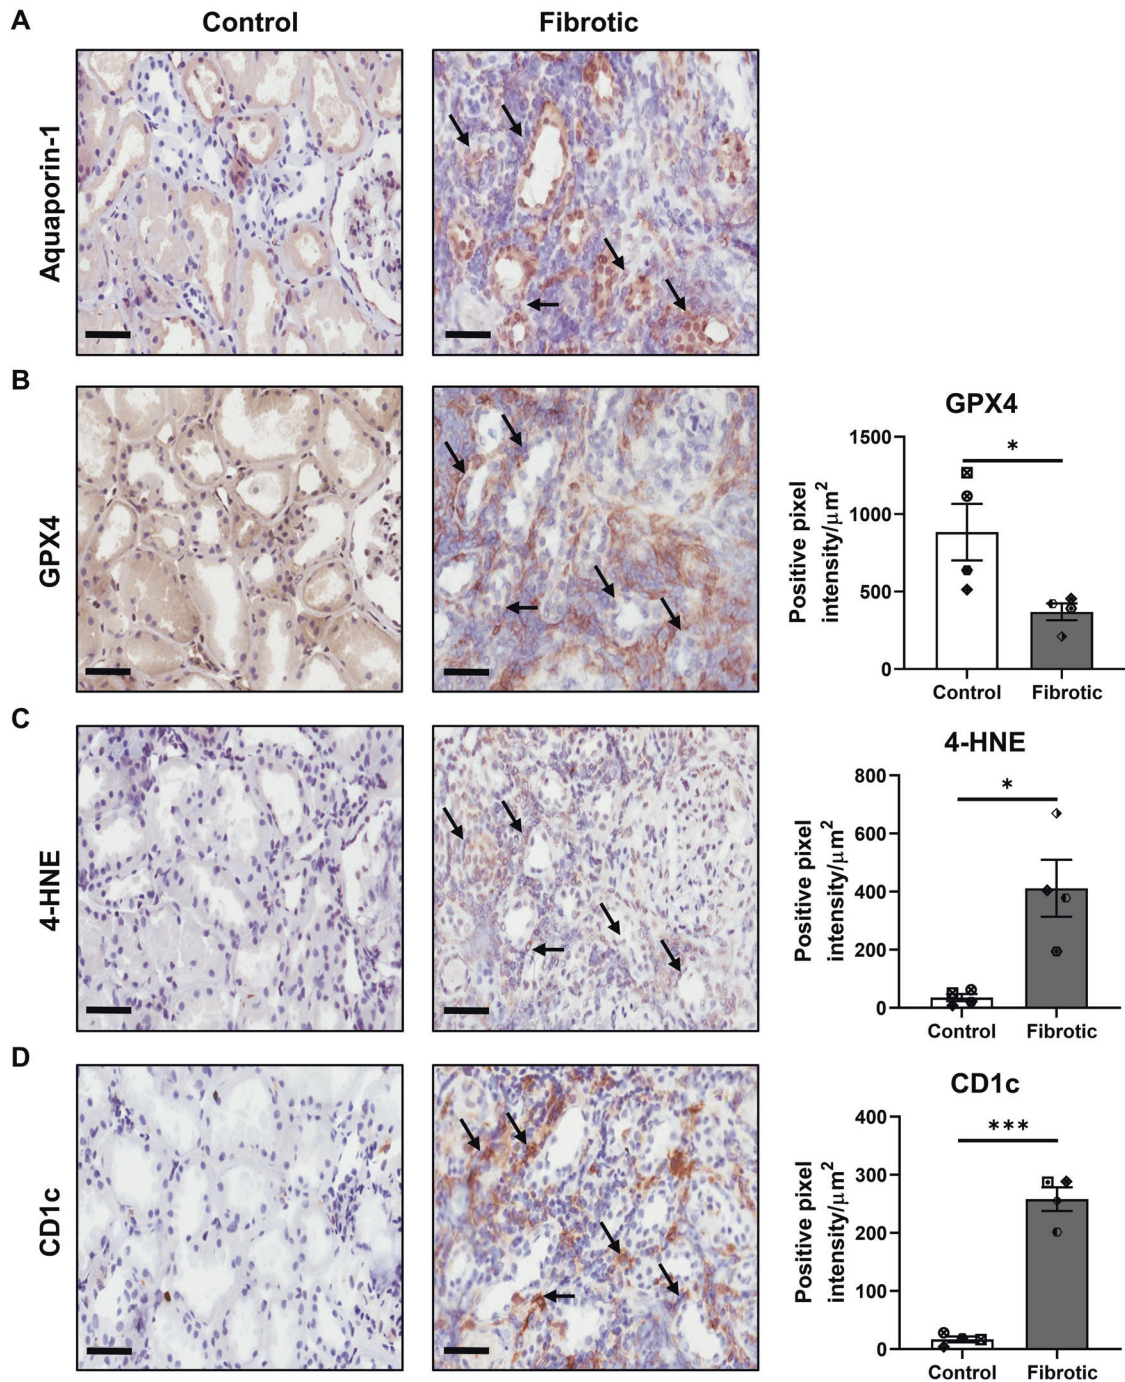 A
Control
Fibrotic
Aquaporin-1
B
GPX4
GPX4
Positive pixel
intensity/μm2
1500
1000
500
0
*
Control
Fibrotic
C
4-HNE
4-HNE
Positive pixel
intensity/μm2
800
600
400
200
0
*
Control
Fibrotic
D
CD1c
CD1c
Positive pixel
intensity/μm2
400
300
200
100
0
***
Control
Fibrotic